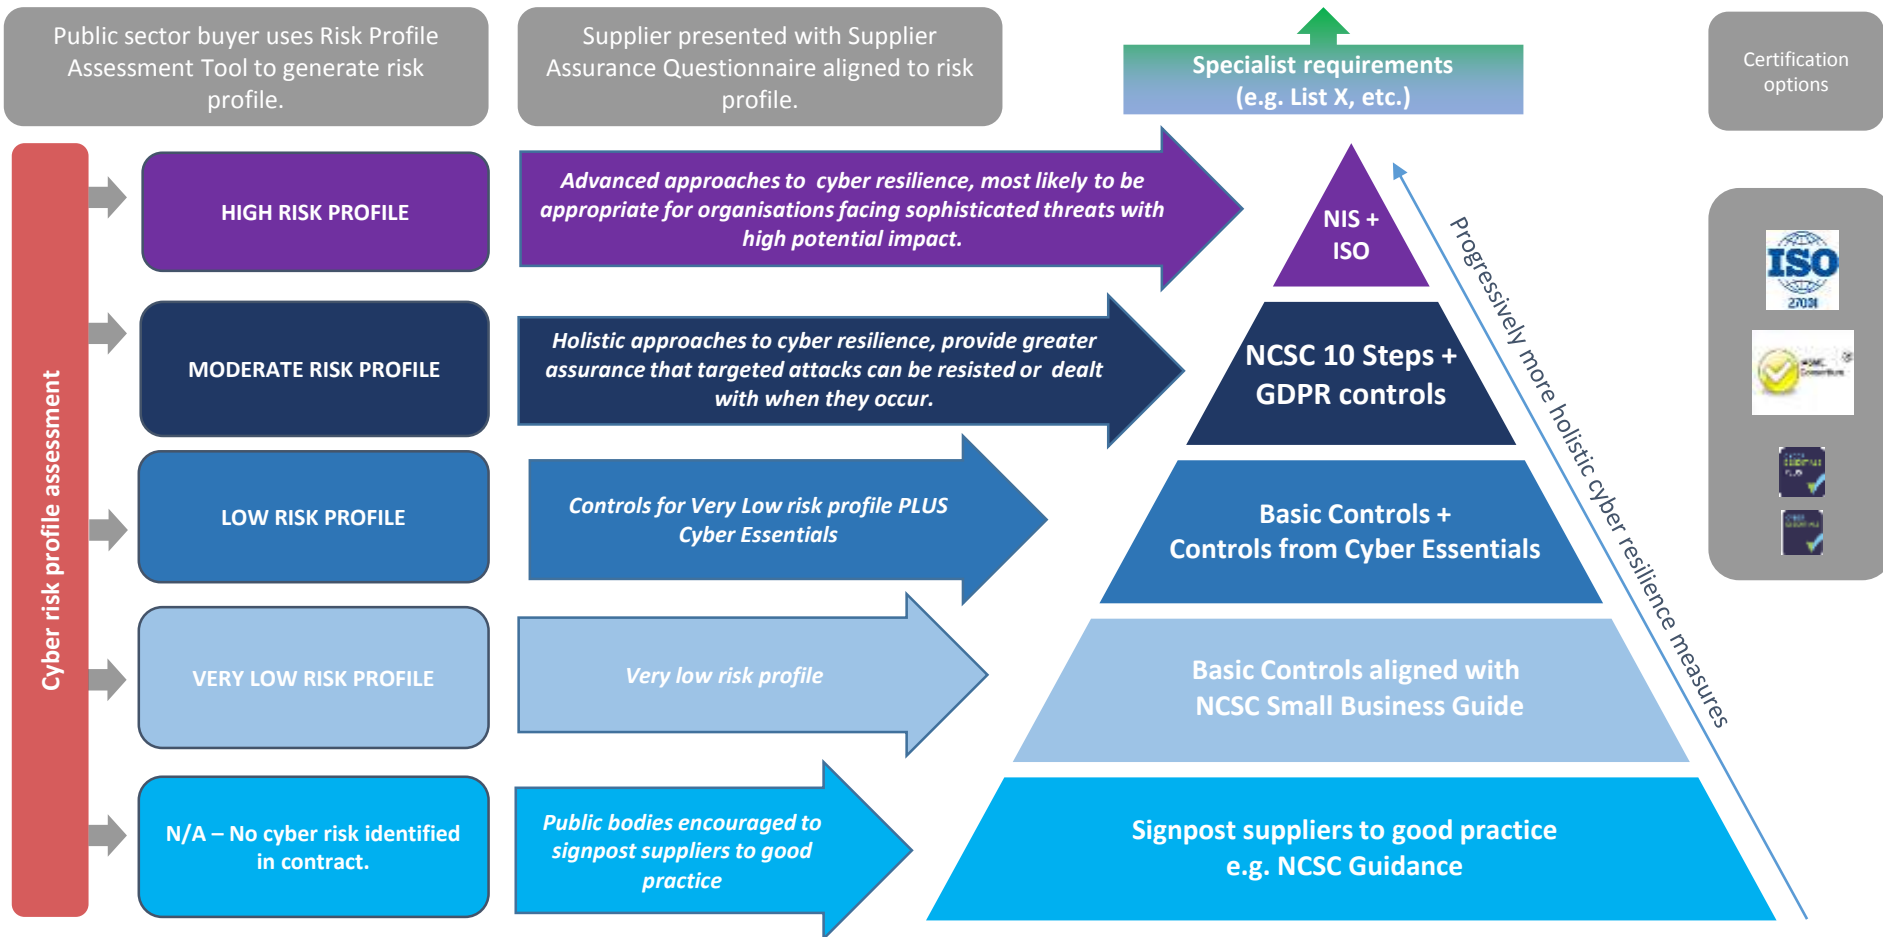 Public sector buyer uses Risk Profile
Assessment Tool to generate risk
profile.
Supplier presented with Supplier
Assurance Questionnaire aligned to risk
profile.
Specialist requirements
(e.g. List X, etc.)
Certification
options
Cyber risk profile assessment
HIGH RISK PROFILE
Advanced approaches to cyber resilience, most likely to be
appropriate for organisations facing sophisticated threats with
high potential impact.
NIS +
ISO
MODERATE RISK PROFILE
Holistic approaches to cyber resilience, provide greater
assurance that targeted attacks can be resisted or dealt
with when they occur.
NCSC 10 Steps +
GDPR controls
LOW RISK PROFILE
Controls for Very Low risk profile PLUS
Cyber Essentials
Basic Controls +
Controls from Cyber Essentials
VERY LOW RISK PROFILE
Very low risk profile
Basic Controls aligned with
NCSC Small Business Guide
N/A – No cyber risk identified
in contract.
Public bodies encouraged to
signpost suppliers to good
practice
Signpost suppliers to good practice
e.g. NCSC Guidance
Progressively more holistic cyber resilience measures
ISO
27001
Consortium
CYBER
ESSENTIALS
PLUS
CYBER
ESSENTIALS